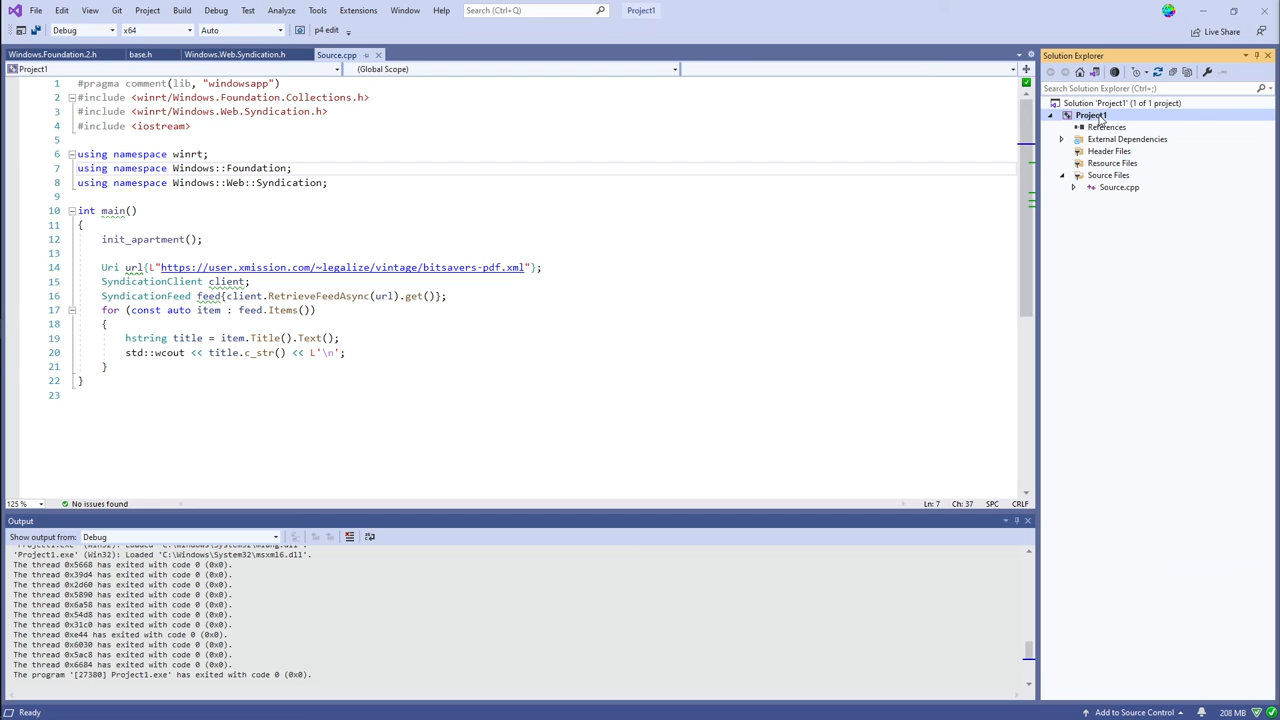 File Edit View Git Project Build Debug Test Analyze Tools Extensions Window Help Search (Ctrl+Q) Project1
Debug x64 Auto p4 edit Live Share
Windows.Foundation.2.h base.h Windows.Web.Syndication.h Source.cpp
Project1 (Global Scope)
1 #pragma comment(lib, "windowsapp")
2 #include <winrt/Windows.Foundation.Collections.h>
3 #include <winrt/Windows.Web.Syndication.h>
4 #include <iostream>
5
6 using namespace winrt;
7 using namespace Windows::Foundation;
8 using namespace Windows::Web::Syndication;
9
10 int main()
11 {
12 init_apartment();
13
14 Uri url{L"https://user.xmission.com/~legalize/vintage/bitsavers-pdf.xml"};
15 SyndicationClient client;
16 SyndicationFeed feed{client.RetrieveFeedAsync(url).get()};
17 for (const auto item : feed.Items())
18 {
19 hstring title = item.Title().Text();
20 std::wcout << title.c_str() << L'\n';
21 }
22 }
23
125 % No issues found Ln: 7 Ch: 37 SPC CRLF
Output
Show output from: Debug
'Project1.exe' (Win32): Loaded 'C:\Windows\System32\mlang.dll'.
'Project1.exe' (Win32): Loaded 'C:\Windows\System32\msxml6.dll'.
The thread 0x5668 has exited with code 0 (0x0).
The thread 0x39d4 has exited with code 0 (0x0).
The thread 0x2d60 has exited with code 0 (0x0).
The thread 0x5890 has exited with code 0 (0x0).
The thread 0x6a58 has exited with code 0 (0x0).
The thread 0x54d8 has exited with code 0 (0x0).
The thread 0x31c0 has exited with code 0 (0x0).
The thread 0xe44 has exited with code 0 (0x0).
The thread 0x6030 has exited with code 0 (0x0).
The thread 0x5ac8 has exited with code 0 (0x0).
The thread 0x6684 has exited with code 0 (0x0).
The program '[27380] Project1.exe' has exited with code 0 (0x0).
Solution Explorer
Search Solution Explorer (Ctrl+;)
Solution 'Project1' (1 of 1 project)
Project1
References
External Dependencies
Header Files
Resource Files
Source Files
Source.cpp
Ready Add to Source Control 208 MB